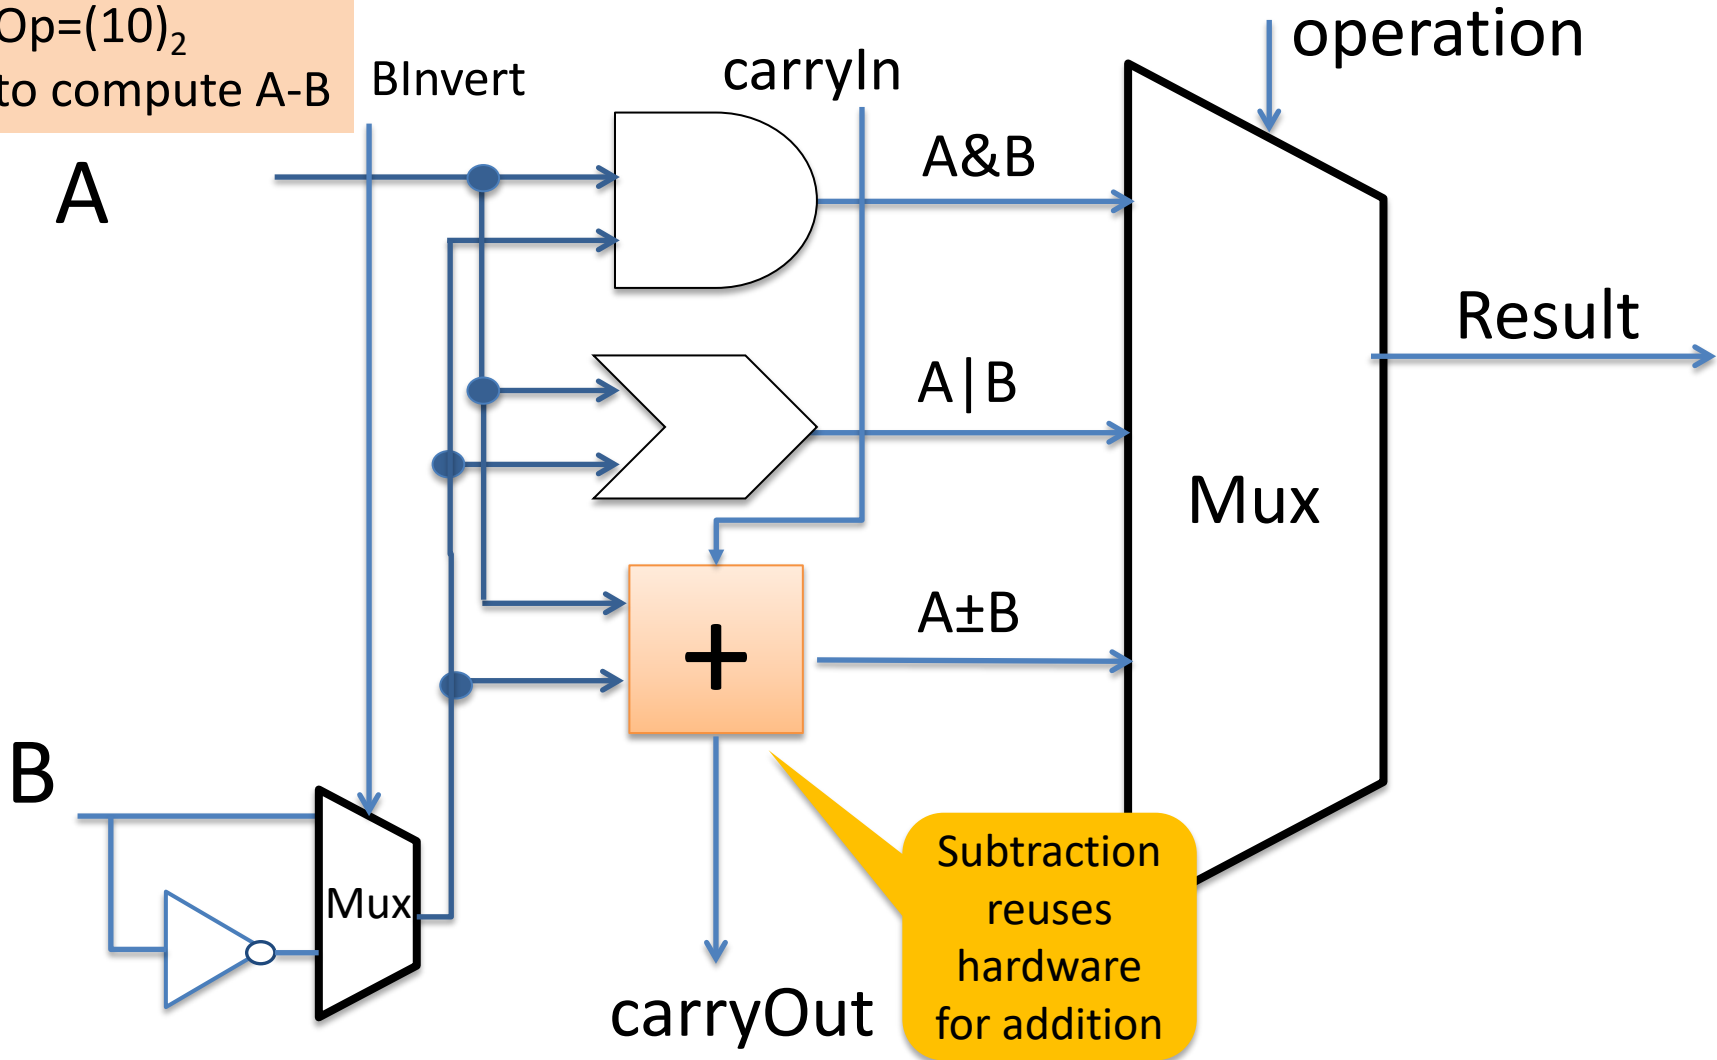 Op=(10)₂
to compute A-B
BInvert
carryIn
operation
A
A&B
Result
A|B
Mux
A±B
+
B
Mux
Subtraction
reuses
hardware
for addition
carryOut